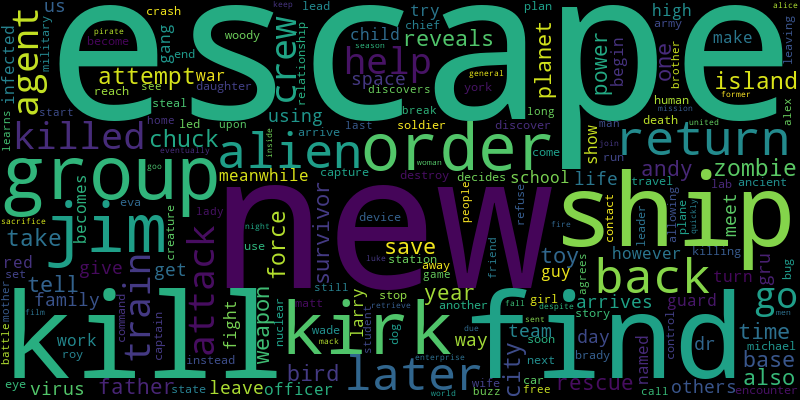 escape
new
kill
find
ship
group
jim
kirk
order
alien
return
back
later
help
crew
agent
attempt
war
killed
chuck
reveals
planet
power
island
zombie
andy
school
life
toy
guy
save
force
survivor
meanwhile
using
space
child
discovers
relationship
infected
military
us
crash
pirate
become
gang
end
woody
reach
see
steal
daughter
york
chief
try
lead
plan
keep
alice
army
high
make
begin
one
brother
leaving
alex
human
mission
general
season
former
learns
start
home
led
upon
arrive
last
soldier
break
long
discover
man
show
death
united
run
join
inside
capture
destroy
woman
decides
come
travel
lab
ancient
eventually
goo
becomes
eva
lady
creature
sacrifice
take
red
tell
give
get
set
family
mother
battle
film
train
attack
night
use
device
station
away
people
refuse
friend
contact
however
leader
allowing
plane
quickly
meet
killing
gru
turn
bug
go
time
guard
arrives
fire
agrees
luke
still
game
girl
year
stop
another
fall
despite
story
control
named
day
team
way
city
weapon
nuclear
larry
matt
wade
student
dog
retrieve
due
sent
soon
next
brady
dr
michael
men
base
also
others
encounter
call
rescue
car
free
buzz
wife
world
enterprise
mack
bird
officer
leave
instead
fight
state
father
captain
command
work
roy
eye
virus